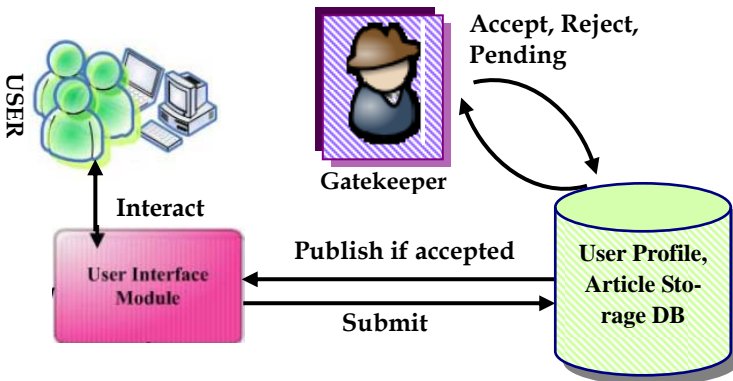 Accept, Reject,
Pending
USER
Gatekeeper
Interact
Publish if accepted
User Profile,
Article Sto-
rage DB
User Interface
Module
Submit